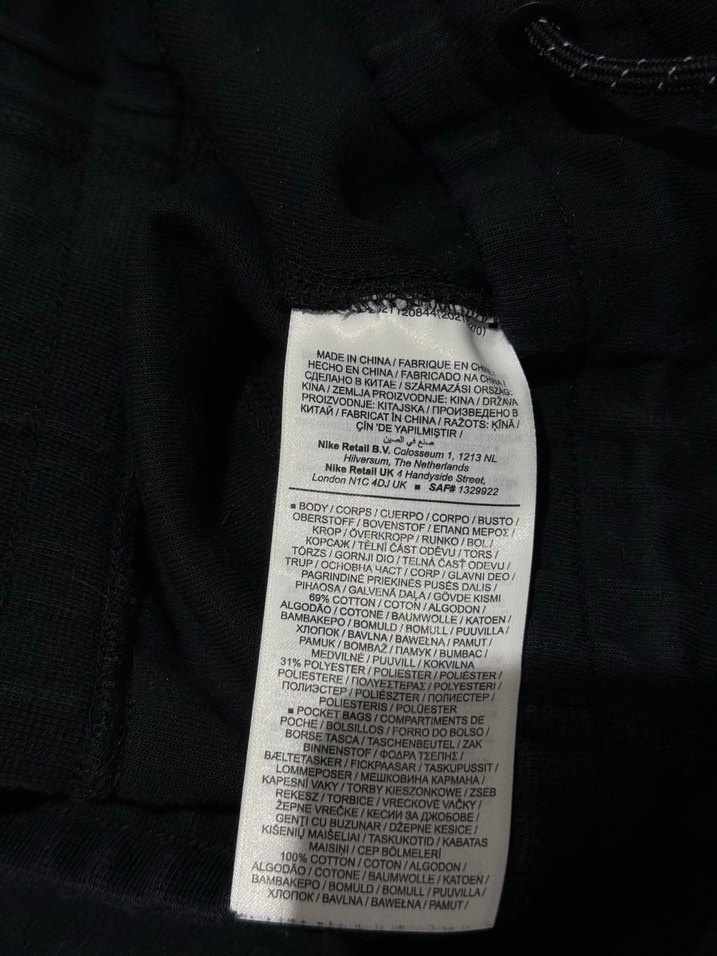 MADE IN CHINA / FABRIQUE EN CHINE /
HECHO EN CHINA / FABRICADO NA CHINA /
СДЕЛАНО В КИТАЕ / SZÁRMAZÁSI ORSZÁG:
KÍNA / ZEMLJA PROIZVODNJE: KINA / DRŽAVA
PROIZVODNJE: KITAJSKA / ПРОИЗВЕДЕНО В
КИТАЙ / FABRICAT ÎN CHINA / RAŽOTS: ĶĪNĀ /
ÇİN 'DE YAPILMIŞTIR /
صنع في الصين
Nike Retail B.V. Colosseum 1, 1213 NL
Hilversum, The Netherlands
Nike Retail UK 4 Handyside Street,
London N1C 4DJ UK ■ SAF# 1329922
■ BODY / CORPS / CUERPO / CORPO / BUSTO /
OBERSTOFF / BOVENSTOF / ΕΠΑΝΩ ΜΕΡΟΣ /
KROP / ÖVERKROPP / RUNKO / BOL /
КОРСАЖ / TĚLNÍ ČÁST ODĚVU / TORS /
TÖRZS / GORNJI DIO / TELNÁ ČASŤ ODEVU /
TRUP / ОСНОВНА ЧАСТ / CORP / GLAVNI DEO /
PAGRINDINĖ PRIEKINĖS PUSĖS DALIS /
PIHAOSA / GALVENĀ DAĻA / GÖVDE KISMI
69% COTTON / COTON / ALGODON /
ALGODÃO / COTONE / BAUMWOLLE / KATOEN /
ΒΑΜΒΑΚΕΡΟ / BOMULD / BOMULL / PUUVILLA /
ХЛОПОК / BAVLNA / BAWEŁNA / PAMUT /
PAMUK / BOMBAŽ / ПАМУК / BUMBAC /
MEDVILNĖ / PUUVILL / KOKVILNA
31% POLYESTER / POLIESTER / POLIÉSTER /
POLIESTERE / ΠΟΛΥΕΣΤΕΡΑΣ / POLYESTERI /
ПОЛИЭСТЕР / POLIÉSZTER / ПОЛИЕСТЕР /
POLIESTERIS / POLÜESTER
■ POCKET BAGS / COMPARTIMENTS DE
POCHE / BOLSILLOS / FORRO DO BOLSO /
BORSE TASCA / TASCHENBEUTEL / ZAK
BINNENSTOF / ΦΟΔΡΑ ΤΣΕΠΗΣ /
BÆLTETASKER / FICKPAASAR / TASKUPUSSIT /
LOMMEPOSER / МЕШКОВИНА КАРМАНА /
KAPESNÍ VAKY / TORBY KIESZONKOWE / ZSEB
REKESZ / TORBICE / VRECKOVÉ VAČKY /
ŽEPNE VREČKE / КЕСИИ ЗА ДЖОБОВЕ /
GENȚI CU BUZUNAR / DŽEPNE KESICE /
KIŠENIŲ MAIŠELIAI / TASKUKOTID / KABATAS
MAISIŅI / CEP BÖLMELERİ
100% COTTON / COTON / ALGODON /
ALGODÃO / COTONE / BAUMWOLLE / KATOEN /
ΒΑΜΒΑΚΕΡΟ / BOMULD / BOMULL / PUUVILLA /
ХЛОПОК / BAVLNA / BAWEŁNA / PAMUT /